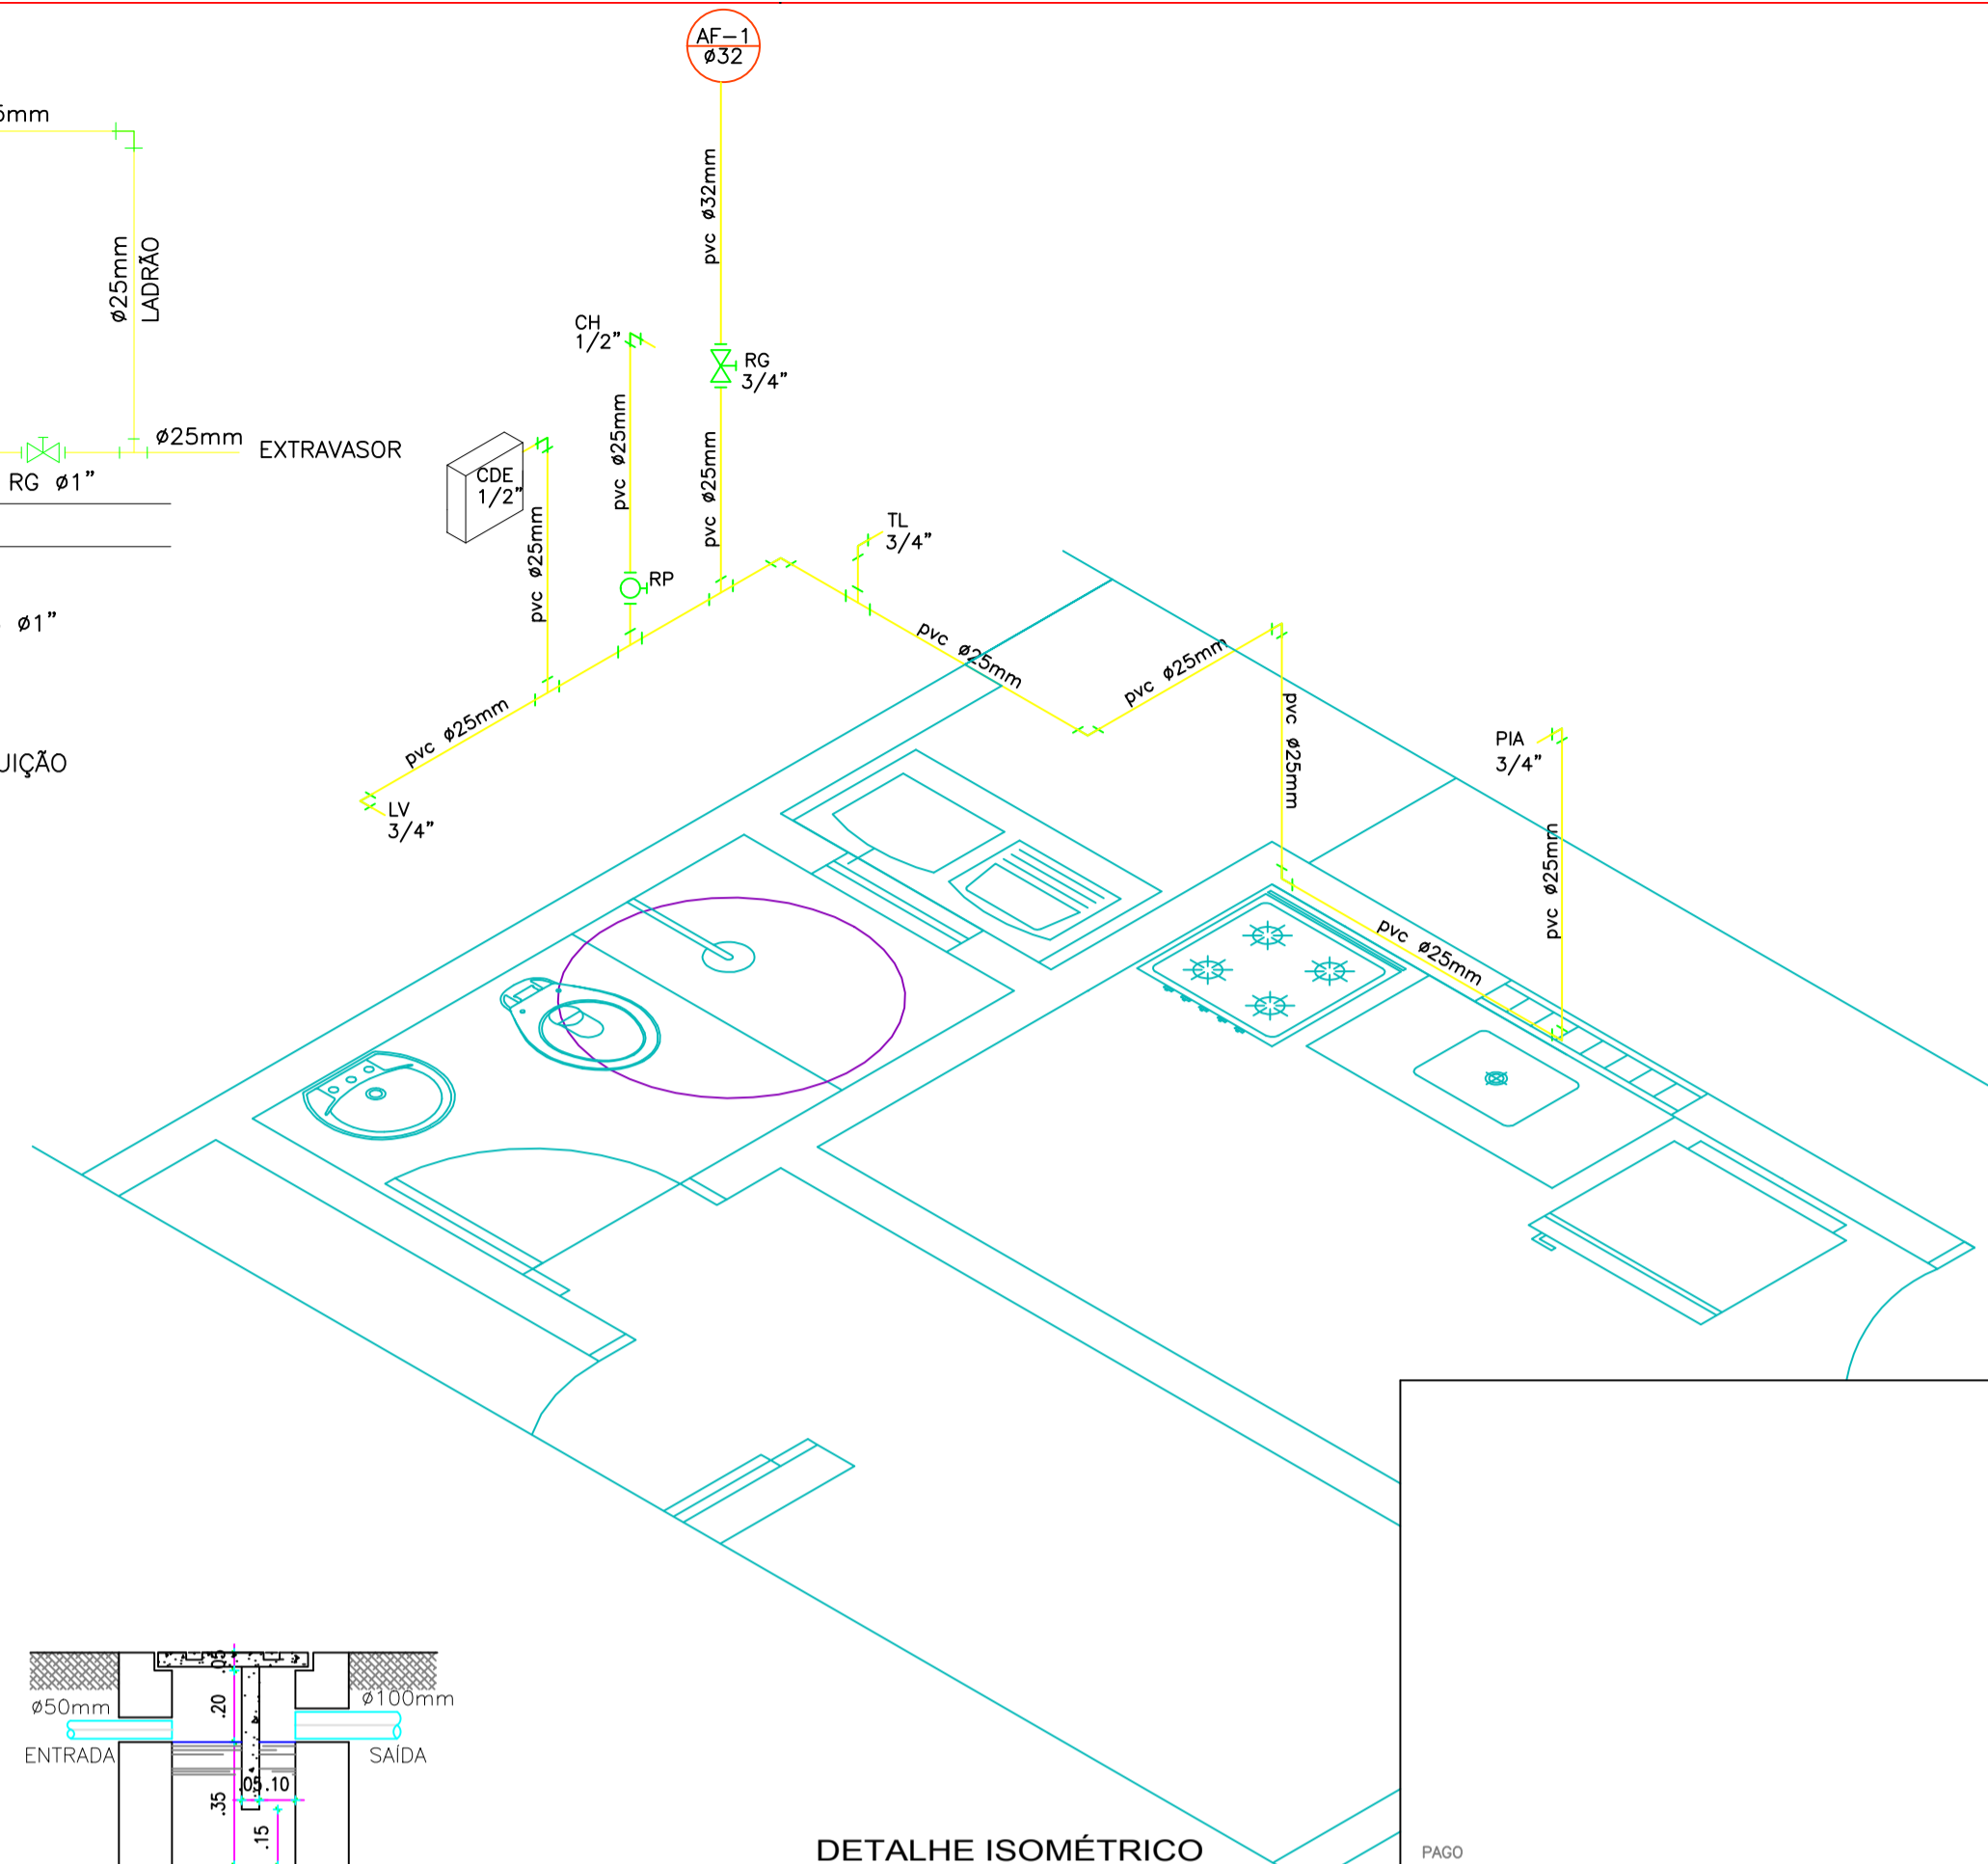 AF-1
ø32
5mm
pvc ø32mm
ø25mm
LADRÃO
CH
1/2"
RG
3/4"
pvc ø25mm
pvc ø25mm
ø25mm
EXTRAVASOR
RG ø1"
CDE
1/2"
pvc ø25mm
TL
3/4"
RP
ø1"
pvc ø25mm
pvc ø25mm
pvc ø25mm
pvc ø25mm
PIA
3/4"
UIÇÃO
LV
3/4"
pvc ø25mm
pvc ø25mm
.05
ø50mm
.20
ø100mm
ENTRADA
SAÍDA
.05 .10
.35
.15
DETALHE ISOMÉTRICO
PAGO